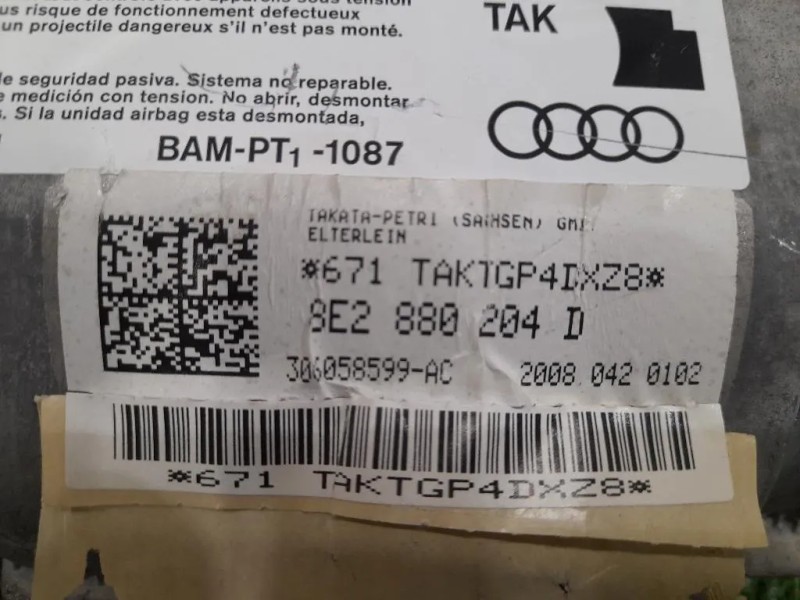 us risque de fonctionnement defectueux
un projectile dangereux s'il n'est pas monté.
TAK
de seguridad pasiva. Sistema no reparable.
e medición con tension. No abrir, desmontar
s. Si la unidad airbag esta desmontada,
BAM-PT1 -1087
TAKATA-PETRI (SACHSEN) GM
ELTERLEIN
*671 TAKTGP4DXZ8*
8E2 880 204 D
306058599-AC 2008 042 0102
*671 TAKTGP4DXZ8*